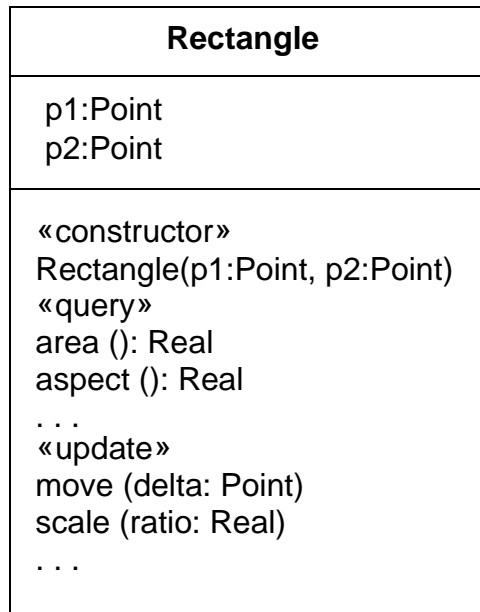 Rectangle
p1:Point
p2:Point
«constructor»
Rectangle(p1:Point, p2:Point)
«query»
area (): Real
aspect (): Real
. . .
«update»
move (delta: Point)
scale (ratio: Real)
. . .